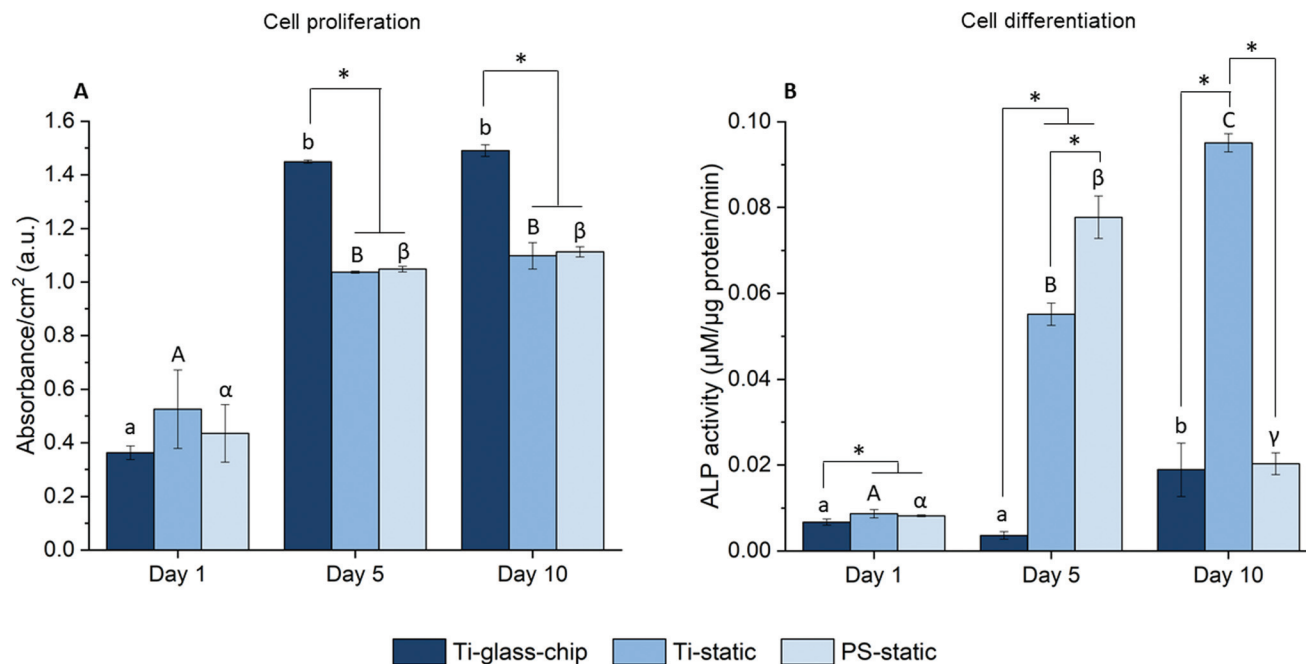 Cell proliferation
A
Absorbance/cm² (a.u.)
1.6
1.4
1.2
1.0
0.8
0.6
0.4
0.2
0.0
a
A
α
*
b
B
β
*
b
B
β
Day 1
Day 5
Day 10
Cell differentiation
B
ALP activity (µM/µg protein/min)
0.10
0.08
0.06
0.04
0.02
0.00
*
a
A
α
*
*
a
B
β
*
*
b
C
γ
Day 1
Day 5
Day 10
Ti-glass-chip
Ti-static
PS-static